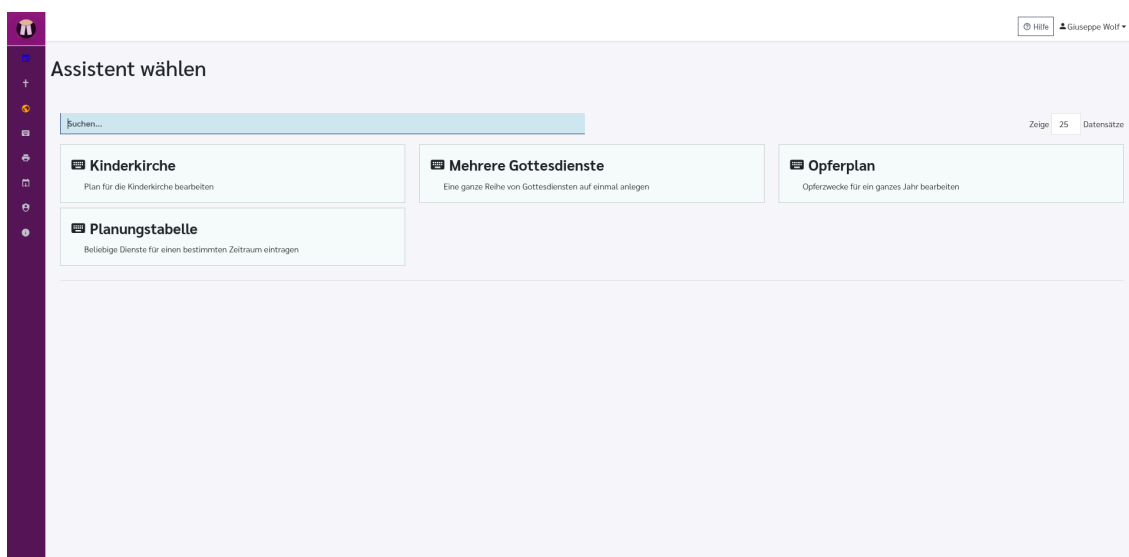 Hilfe
Giuseppe Wolf
Assistent wählen
Suchen...
Zeige 25 Datensätze
Kinderkirche
Plan für die Kinderkirche bearbeiten
Mehrere Gottesdienste
Eine ganze Reihe von Gottesdiensten auf einmal anlegen
Opferplan
Opferzwecke für ein ganzes Jahr bearbeiten
Planungstabelle
Beliebige Dienste für einen bestimmten Zeitraum eintragen